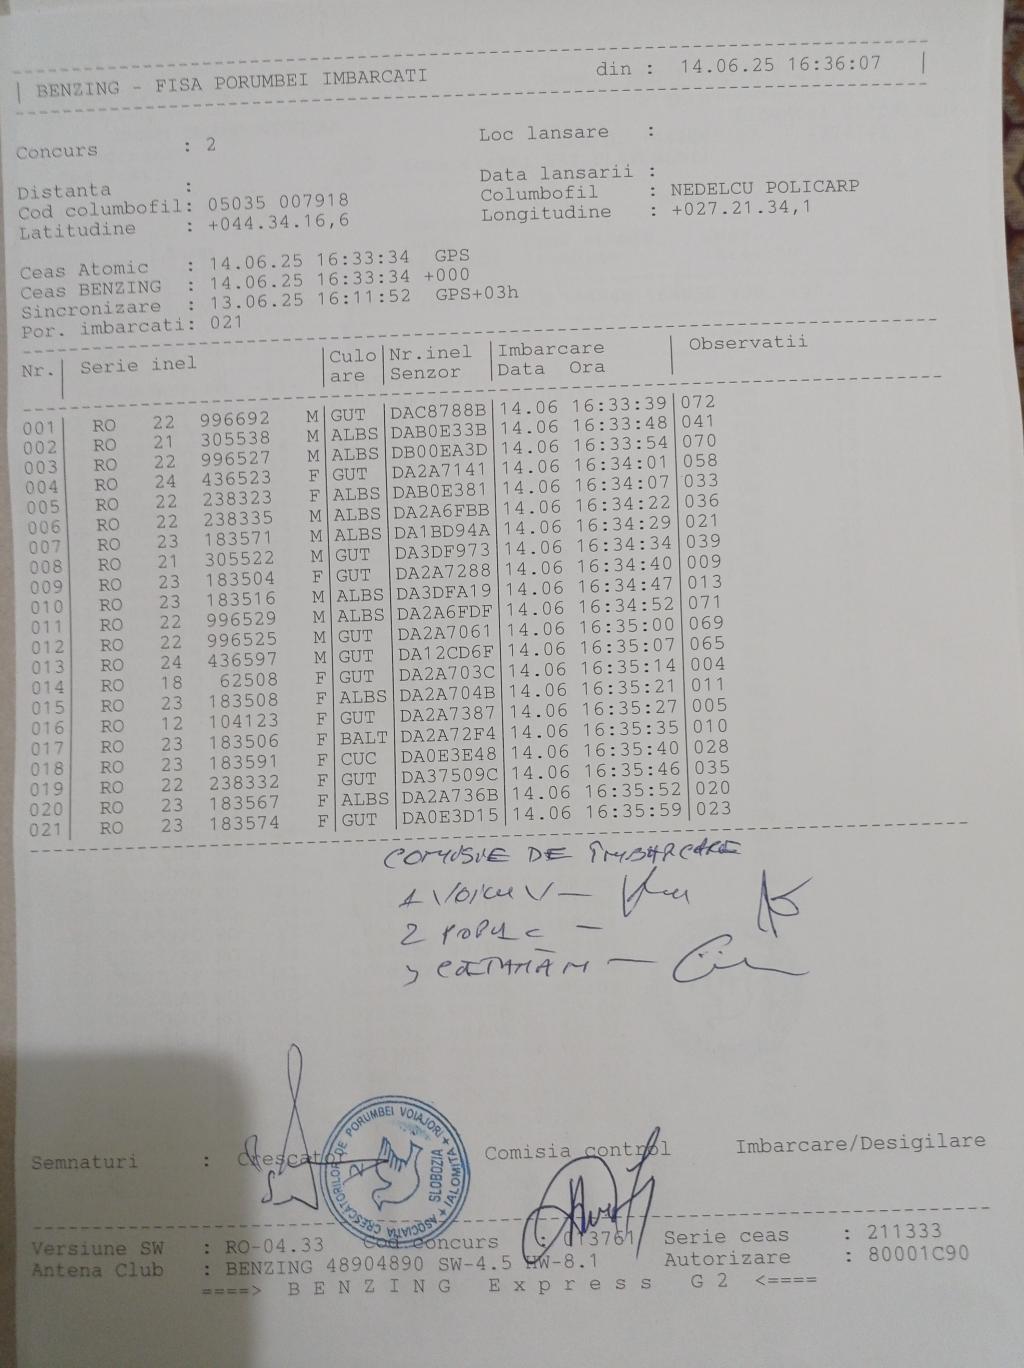 BENZING - FISA PORUMBEI IMBARCATI din : 14.06.25 16:36:07
Concurs : 2 Loc lansare :
Distanta : Data lansarii :
Cod columbofil: 05035 007918 Columbofil : NEDELCU POLICARP
Latitudine : +044.34.16,6 Longitudine : +027.21.34,1
Ceas Atomic : 14.06.25 16:33:34 GPS
Ceas BENZING : 14.06.25 16:33:34 +000
Sincronizare : 13.06.25 16:11:52 GPS+03h
Por. imbarcati: 021
Nr.| Serie inel |Culo|Nr.inel |Imbarcare | Observatii
|are |Senzor |Data Ora |
001| RO 22 996692 M|GUT |DAC8788B|14.06 16:33:39|072
002| RO 21 305538 M|ALBS|DAB0E33B|14.06 16:33:48|041
003| RO 22 996527 M|ALBS|DB00EA3D|14.06 16:33:54|070
004| RO 24 436523 F|GUT |DA2A7141|14.06 16:34:01|058
005| RO 22 238323 F|ALBS|DAB0E381|14.06 16:34:07|033
006| RO 22 238335 M|ALBS|DA2A6FBB|14.06 16:34:22|036
007| RO 23 183571 M|ALBS|DA1BD94A|14.06 16:34:29|021
008| RO 21 305522 M|GUT |DA3DF973|14.06 16:34:34|039
009| RO 23 183504 F|GUT |DA2A7288|14.06 16:34:40|009
010| RO 23 183516 M|ALBS|DA3DFA19|14.06 16:34:47|013
011| RO 22 996529 M|ALBS|DA2A6FDF|14.06 16:34:52|071
012| RO 22 996525 M|GUT |DA2A7061|14.06 16:35:00|069
013| RO 24 436597 M|GUT |DA12CD6F|14.06 16:35:07|065
014| RO 18 62508 F|GUT |DA2A703C|14.06 16:35:14|004
015| RO 23 183508 F|ALBS|DA2A704B|14.06 16:35:21|011
016| RO 12 104123 F|GUT |DA2A7387|14.06 16:35:27|005
017| RO 23 183506 F|BALT|DA2A72F4|14.06 16:35:35|010
018| RO 23 183591 F|CUC |DA0E3E48|14.06 16:35:40|028
019| RO 22 238332 F|GUT |DA37509C|14.06 16:35:46|035
020| RO 23 183567 F|ALBS|DA2A736B|14.06 16:35:52|020
021| RO 23 183574 F|GUT |DA0E3D15|14.06 16:35:59|023
COMISIE DE ÎMBARCARE
1 VOICU V —
2 POPU C —
3
Semnaturi : Crescator Comisia control Imbarcare/Desigilare
ASOCIATIA CRESCATORILOR DE PORUMBEI VOIAJORI + IALOMITA +
SLOBOZIA
Versiune SW : RO-04.33 Cod concurs : 013761 Serie ceas : 211333
Antena Club : BENZING 48904890 SW-4.5 HW-8.1 Autorizare : 80001C90
====> B E N Z I N G E x p r e s s G 2 <====